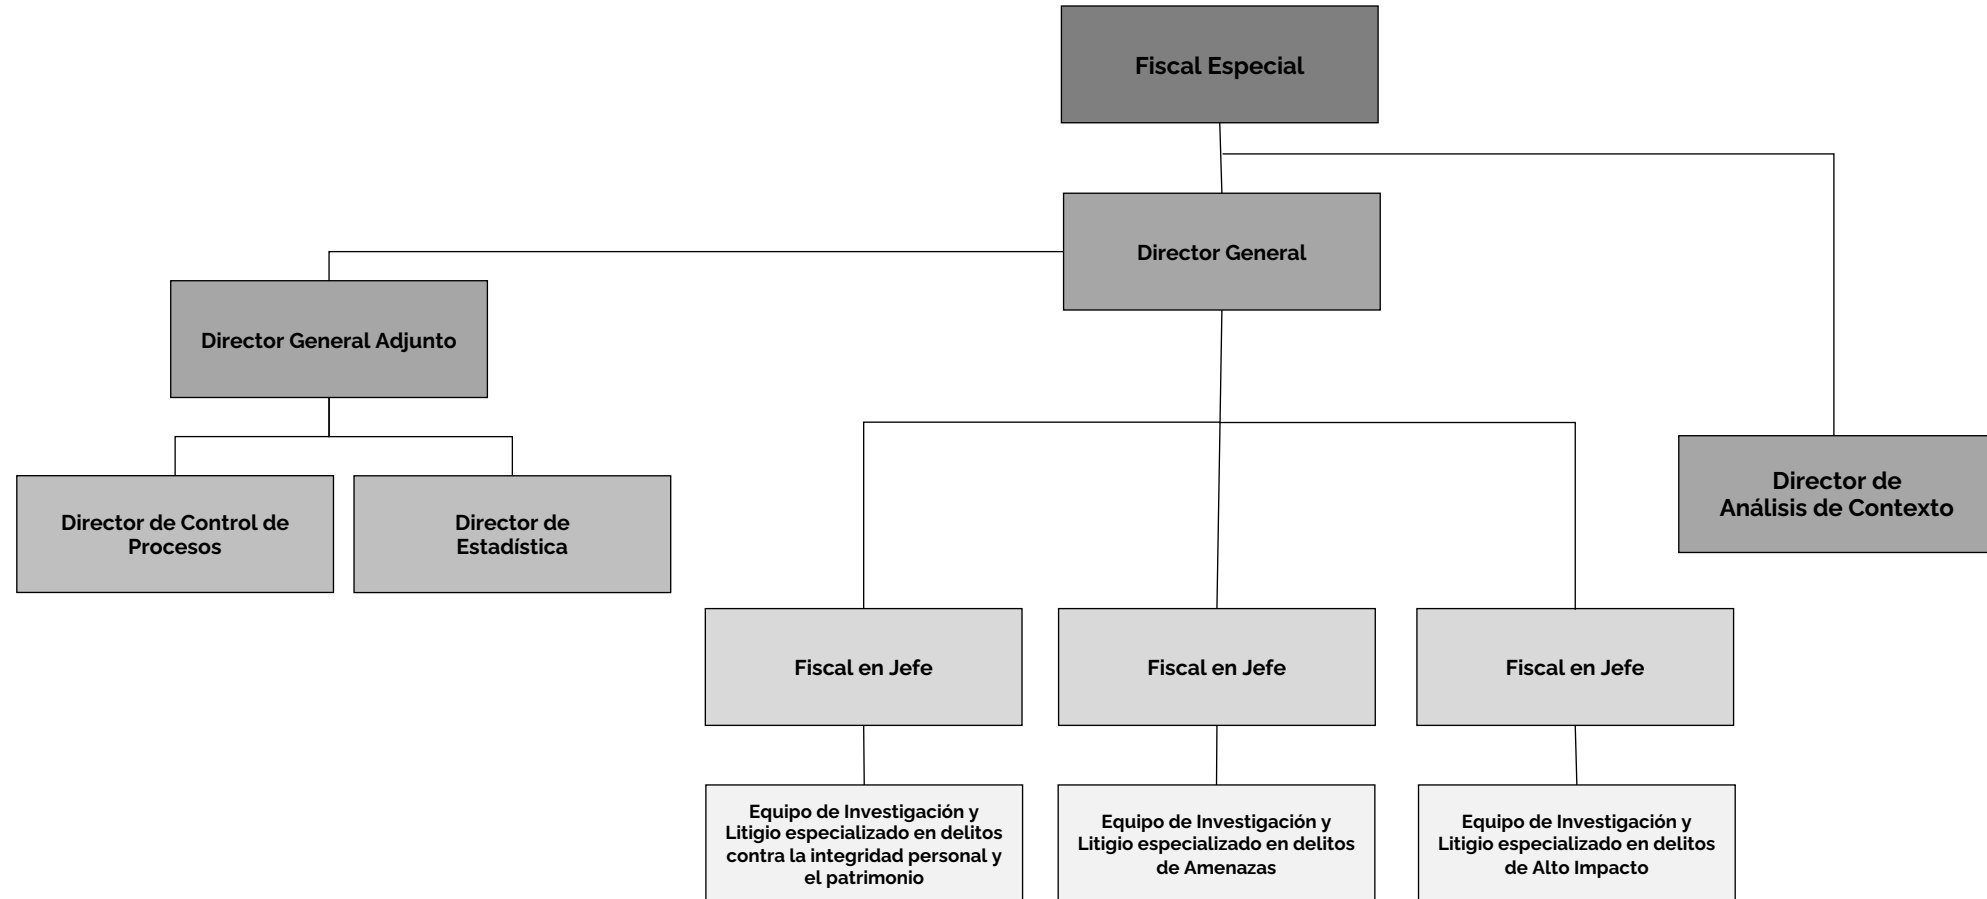 Fiscal Especial
Director General
Director General Adjunto
Director de Control de
Procesos
Director de
Estadística
Director de
Análisis de Contexto
Fiscal en Jefe
Fiscal en Jefe
Fiscal en Jefe
Equipo de Investigación y
Litigio especializado en delitos
contra la integridad personal y
el patrimonio
Equipo de Investigación y
Litigio especializado en delitos
de Amenazas
Equipo de Investigación y
Litigio especializado en delitos
de Alto Impacto